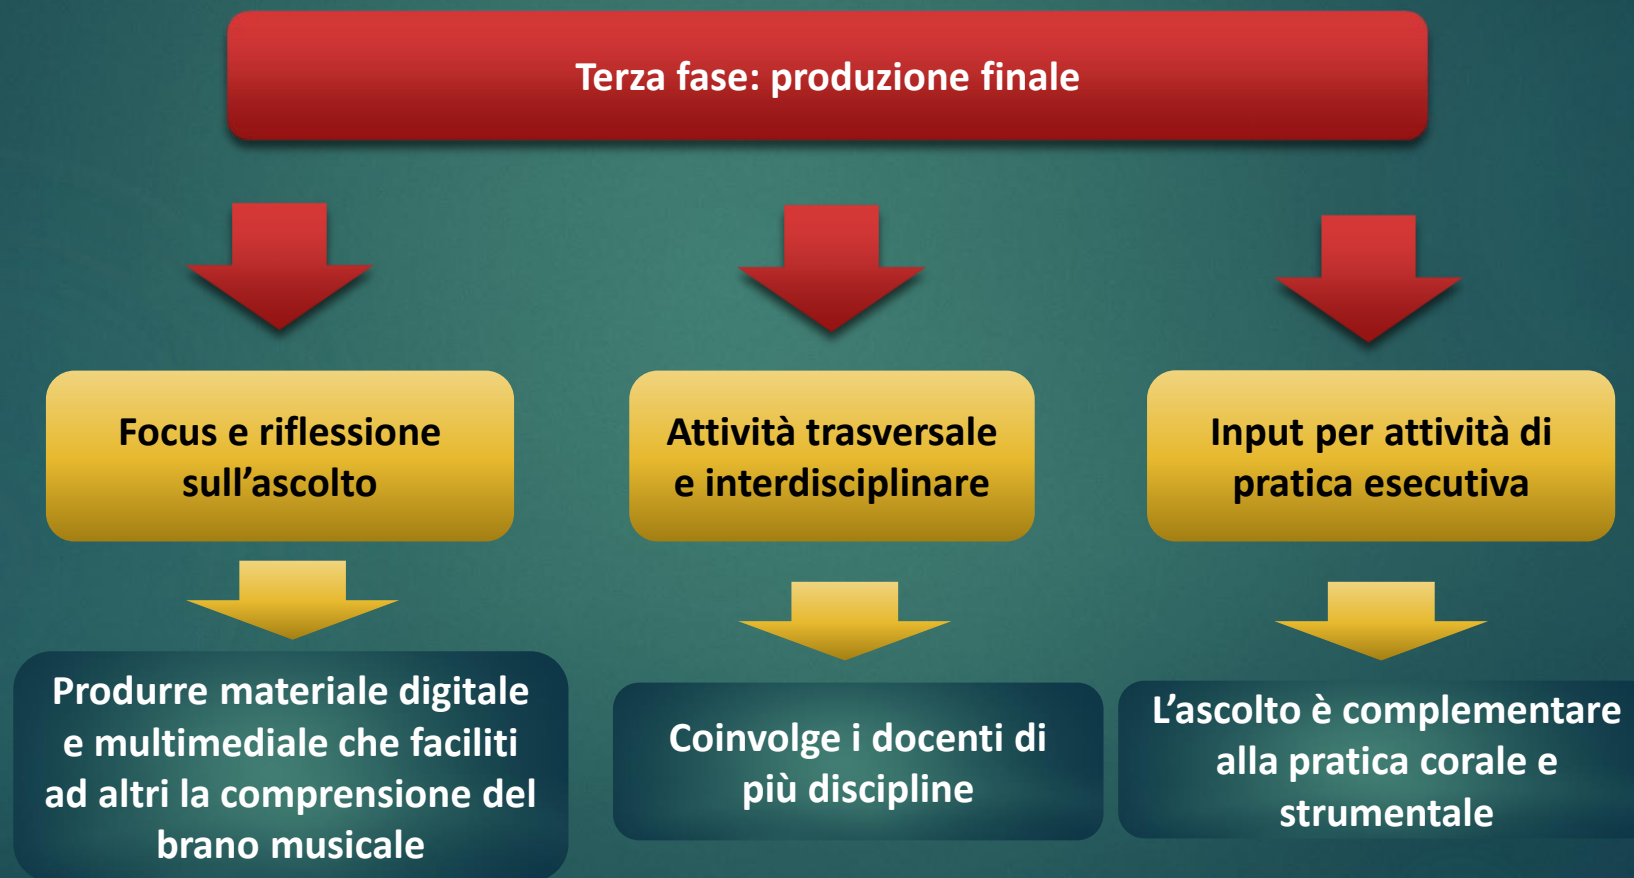 Terza fase: produzione finale
Focus e riflessione
sull’ascolto
Attività trasversale
e interdisciplinare
Input per attività di
pratica esecutiva
Produrre materiale digitale
e multimediale che faciliti
ad altri la comprensione del
brano musicale
Coinvolge i docenti di
più discipline
L’ascolto è complementare
alla pratica corale e
strumentale